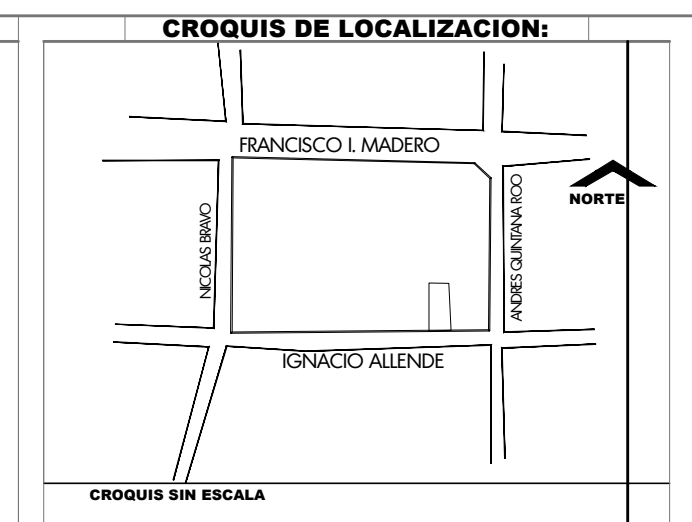 CROQUIS DE LOCALIZACION:
FRANCISCO I. MADERO
NORTE
NICOLAS BRAVO
ANDRES QUINTANA ROO
IGNACIO ALLENDE
CROQUIS SIN ESCALA